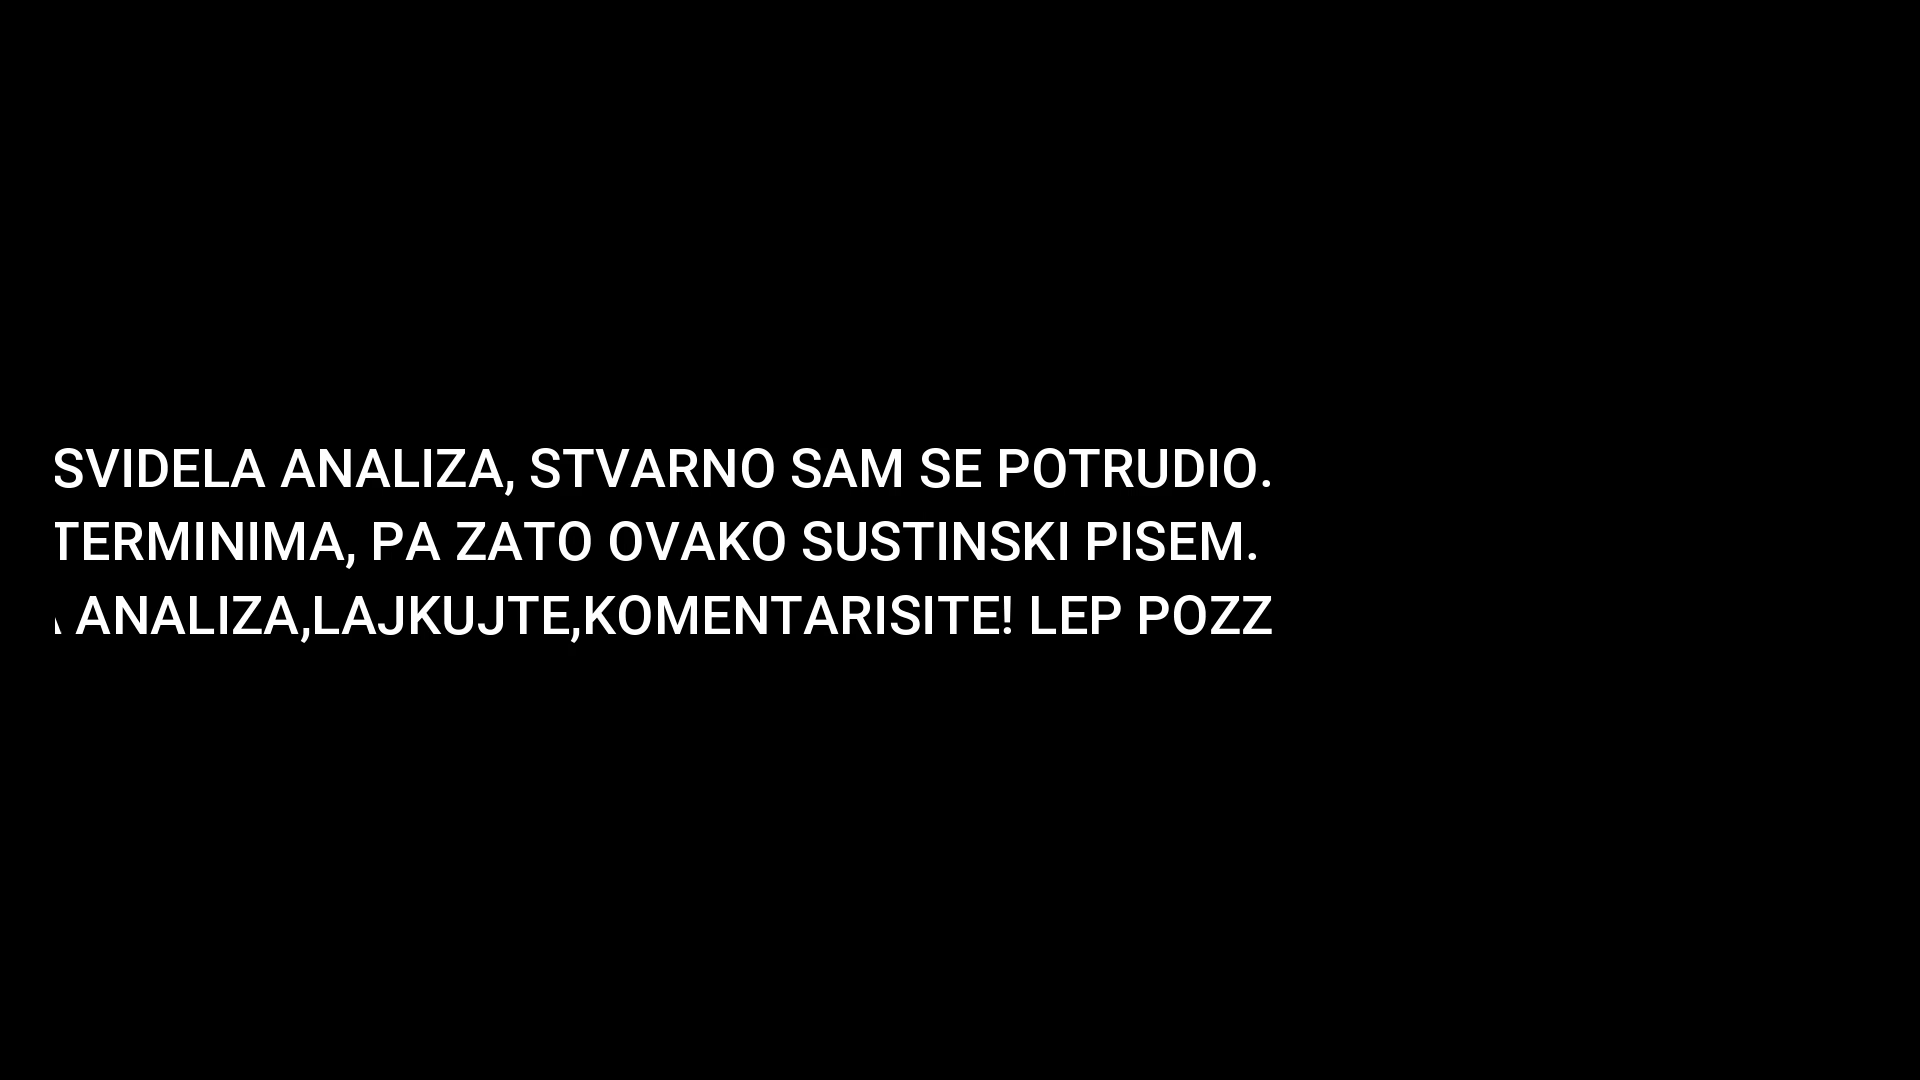 SVIDELA ANALIZA, STVARNO SAM SE POTRUDIO.
TERMINIMA, PA ZATO OVAKO SUSTINSKI PISEM.
ANALIZA,LAJKUJTE,KOMENTARISITE! LEP POZZ